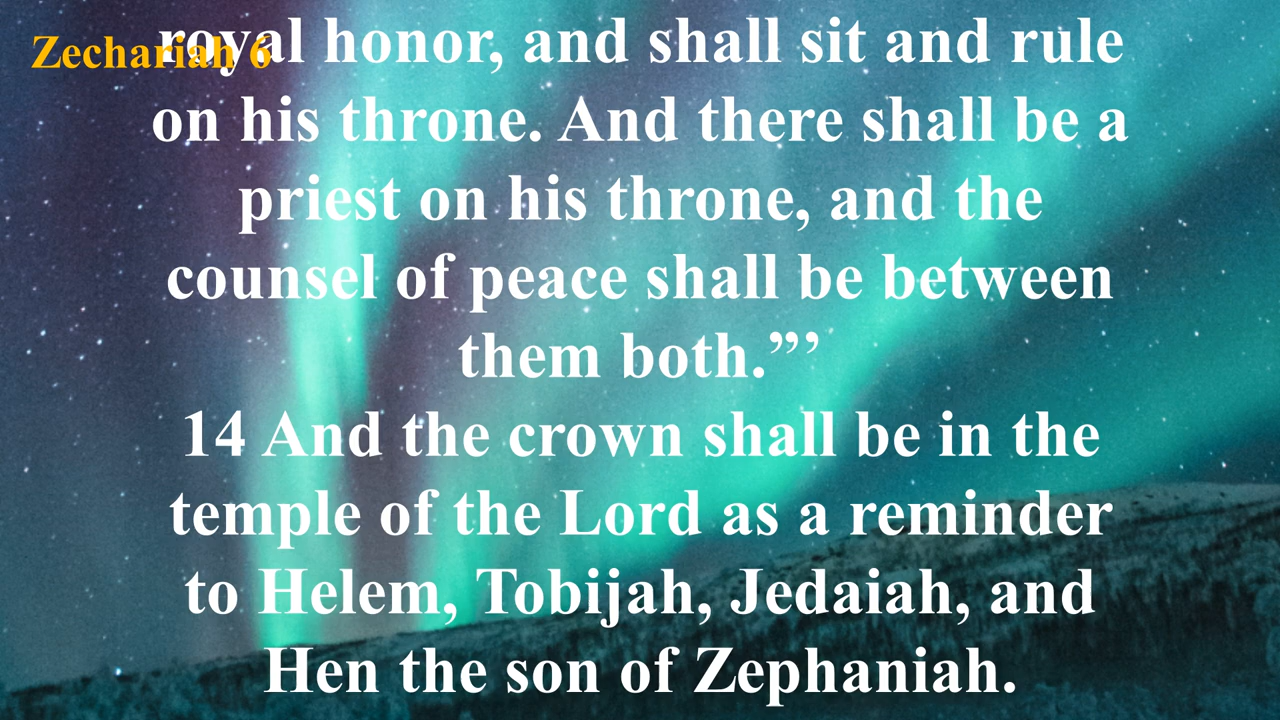 Zechariah 6
royal honor, and shall sit and rule
on his throne. And there shall be a
priest on his throne, and the
counsel of peace shall be between
them both.”’
14 And the crown shall be in the
temple of the Lord as a reminder
to Helem, Tobijah, Jedaiah, and
Hen the son of Zephaniah.